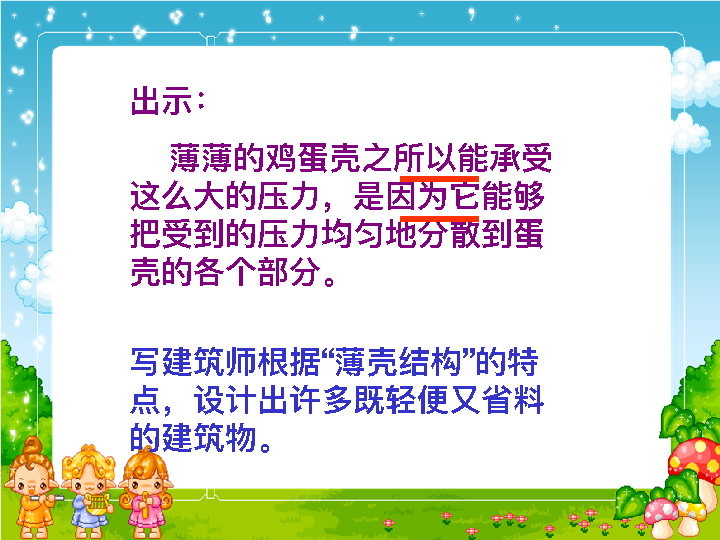 出示：
薄薄的鸡蛋壳之所以能承受
这么大的压力，是因为它能够
把受到的压力均匀地分散到蛋
壳的各个部分。
写建筑师根据“薄壳结构”的特
点，设计出许多既轻便又省料
的建筑物。